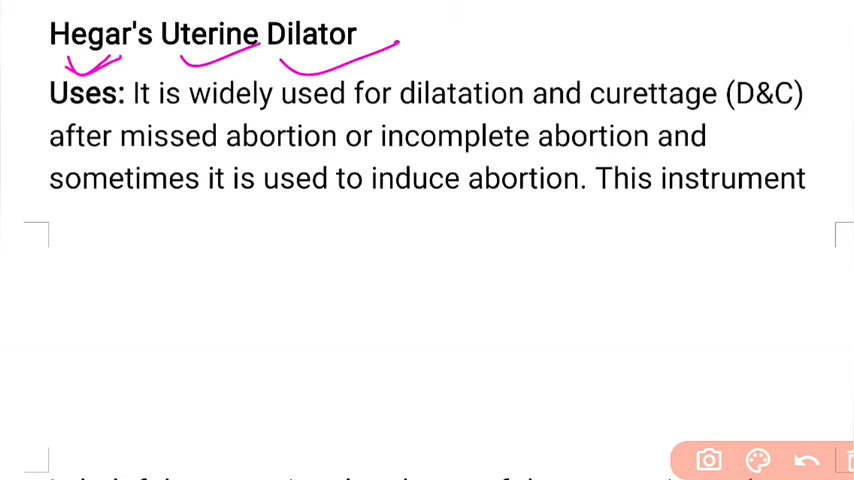 Hegar's Uterine Dilator
Uses: It is widely used for dilatation and curettage (D&C)
after missed abortion or incomplete abortion and
sometimes it is used to induce abortion. This instrument